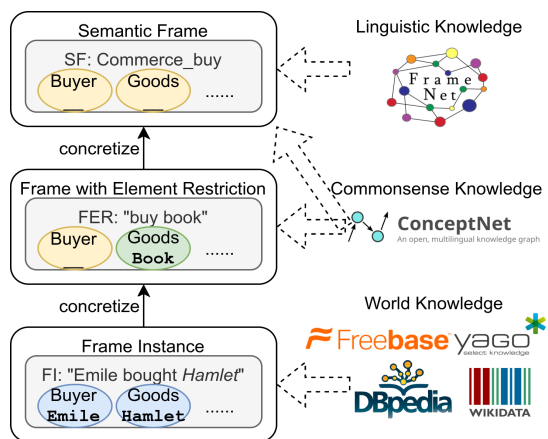 Semantic Frame
SF: Commerce_buy
Buyer
Goods
......
concretize
Frame with Element Restriction
FER: "buy book"
Buyer
Goods
Book
......
concretize
Frame Instance
FI: "Emile bought Hamlet"
Buyer
Emile
Goods
Hamlet
......
Linguistic Knowledge
Frame
Net
Commonsense Knowledge
ConceptNet
An open, multilingual knowledge graph
World Knowledge
Freebase
yago
select knowledge
DBpedia
WIKIDATA